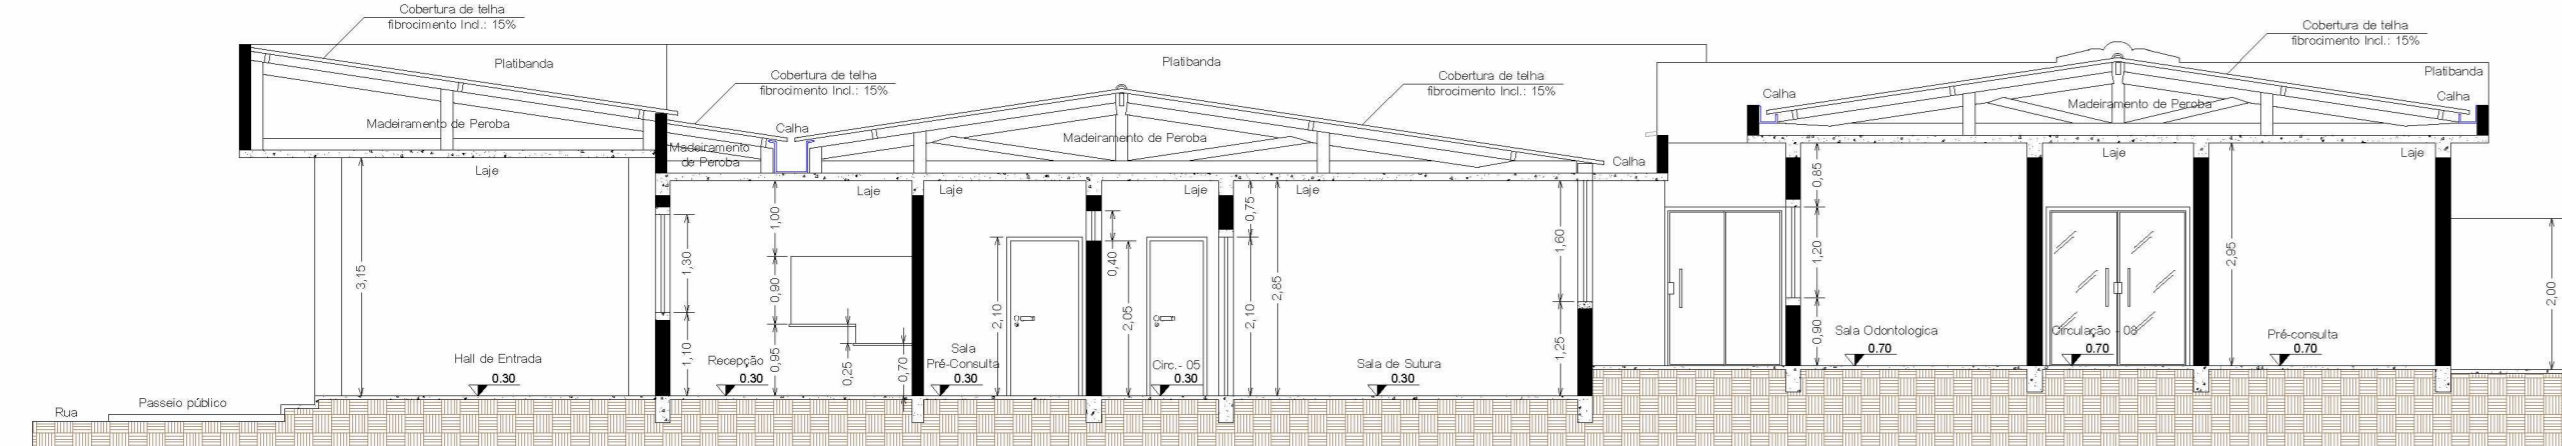 Cobertura de telha
fibrocimento Incl.: 15%
Platibanda
Madeiramento de Peroba
Laje
Cobertura de telha
fibrocimento Incl.: 15%
Madeiramento
de Peroba
Calha
Platibanda
Madeiramento de Peroba
Cobertura de telha
fibrocimento Incl.: 15%
Calha
Cobertura de telha
fibrocimento Incl.: 15%
Platibanda
Calha
Madeiramento de Peroba
Calha
Laje
Laje
Laje
Laje
Laje
Laje
3,15
1,30
1,10
1,00
0,90
0,95
0,25
0,70
2,10
0,40
2,05
0,75
2,10
2,85
1,60
1,25
0,85
1,20
0,90
2,95
2,00
Rua
Passeio público
Hall de Entrada
0.30
Recepção
0.30
Sala
Pré-Consulta
0.30
Circ.- 05
0.30
Sala de Sutura
0.30
Sala Odontologica
0.70
Circulação - 08
0.70
Pré-consulta
0.70